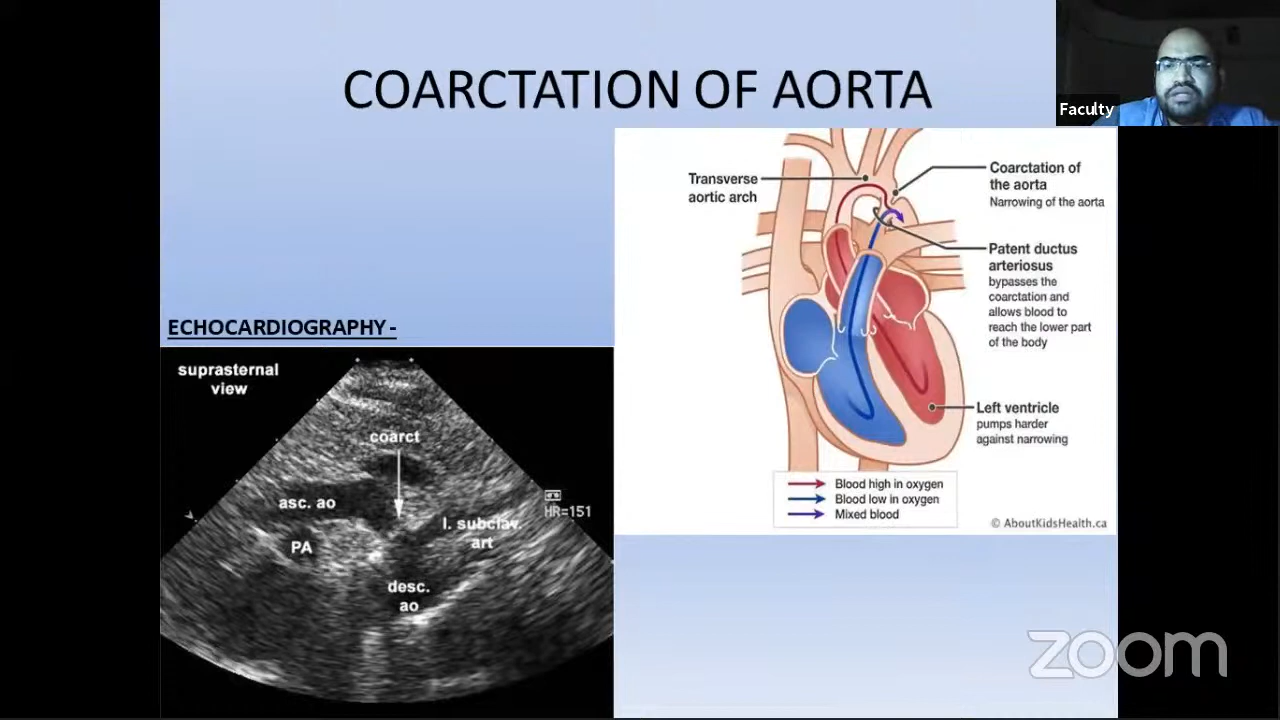 COARCTATION OF AORTA
Faculty
Transverse
aortic arch
Coarctation of
the aorta
Narrowing of the aorta
Patent ductus
arteriosus
bypasses the
coarctation and
allows blood to
reach the lower part
of the body
Left ventricle
pumps harder
against narrowing
Blood high in oxygen
Blood low in oxygen
Mixed blood
© AboutKidsHealth.ca
ECHOCARDIOGRAPHY -
suprasternal
view
coarct
asc. ao
HR=151
l. subclav.
art
PA
desc.
ao
zoom